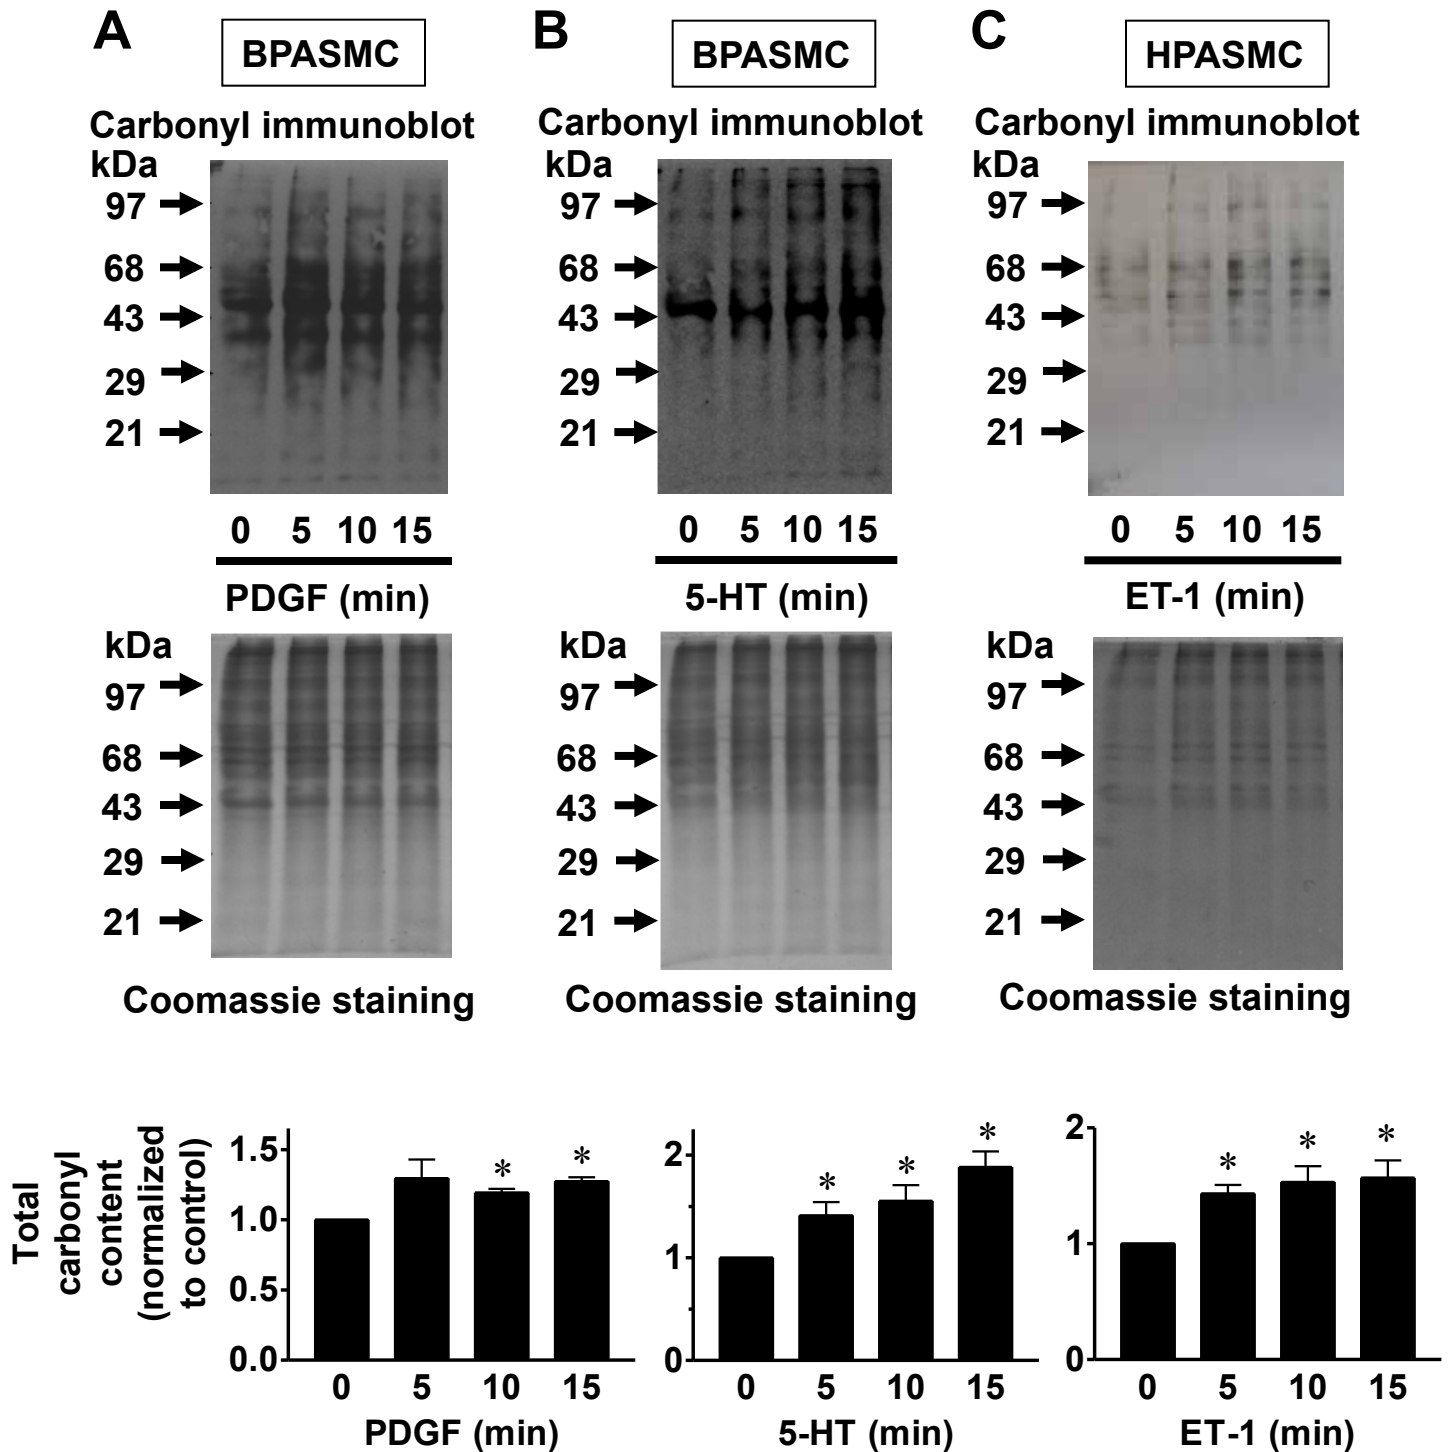 A
BPASMC
Carbonyl immunoblot
kDa
97
68
43
29
21
0 5 10 15
PDGF (min)
kDa
97
68
43
29
21
Coomassie staining
B
BPASMC
Carbonyl immunoblot
kDa
97
68
43
29
21
0 5 10 15
5-HT (min)
kDa
97
68
43
29
21
Coomassie staining
C
HPASMC
Carbonyl immunoblot
kDa
97
68
43
29
21
0 5 10 15
ET-1 (min)
kDa
97
68
43
29
21
Coomassie staining
Total
carbonyl
content
(normalized
to control)
1.5
1.0
0.5
0.0
* *
0 5 10 15
PDGF (min)
2
1
0
* * *
0 5 10 15
5-HT (min)
2
1
0
* * *
0 5 10 15
ET-1 (min)